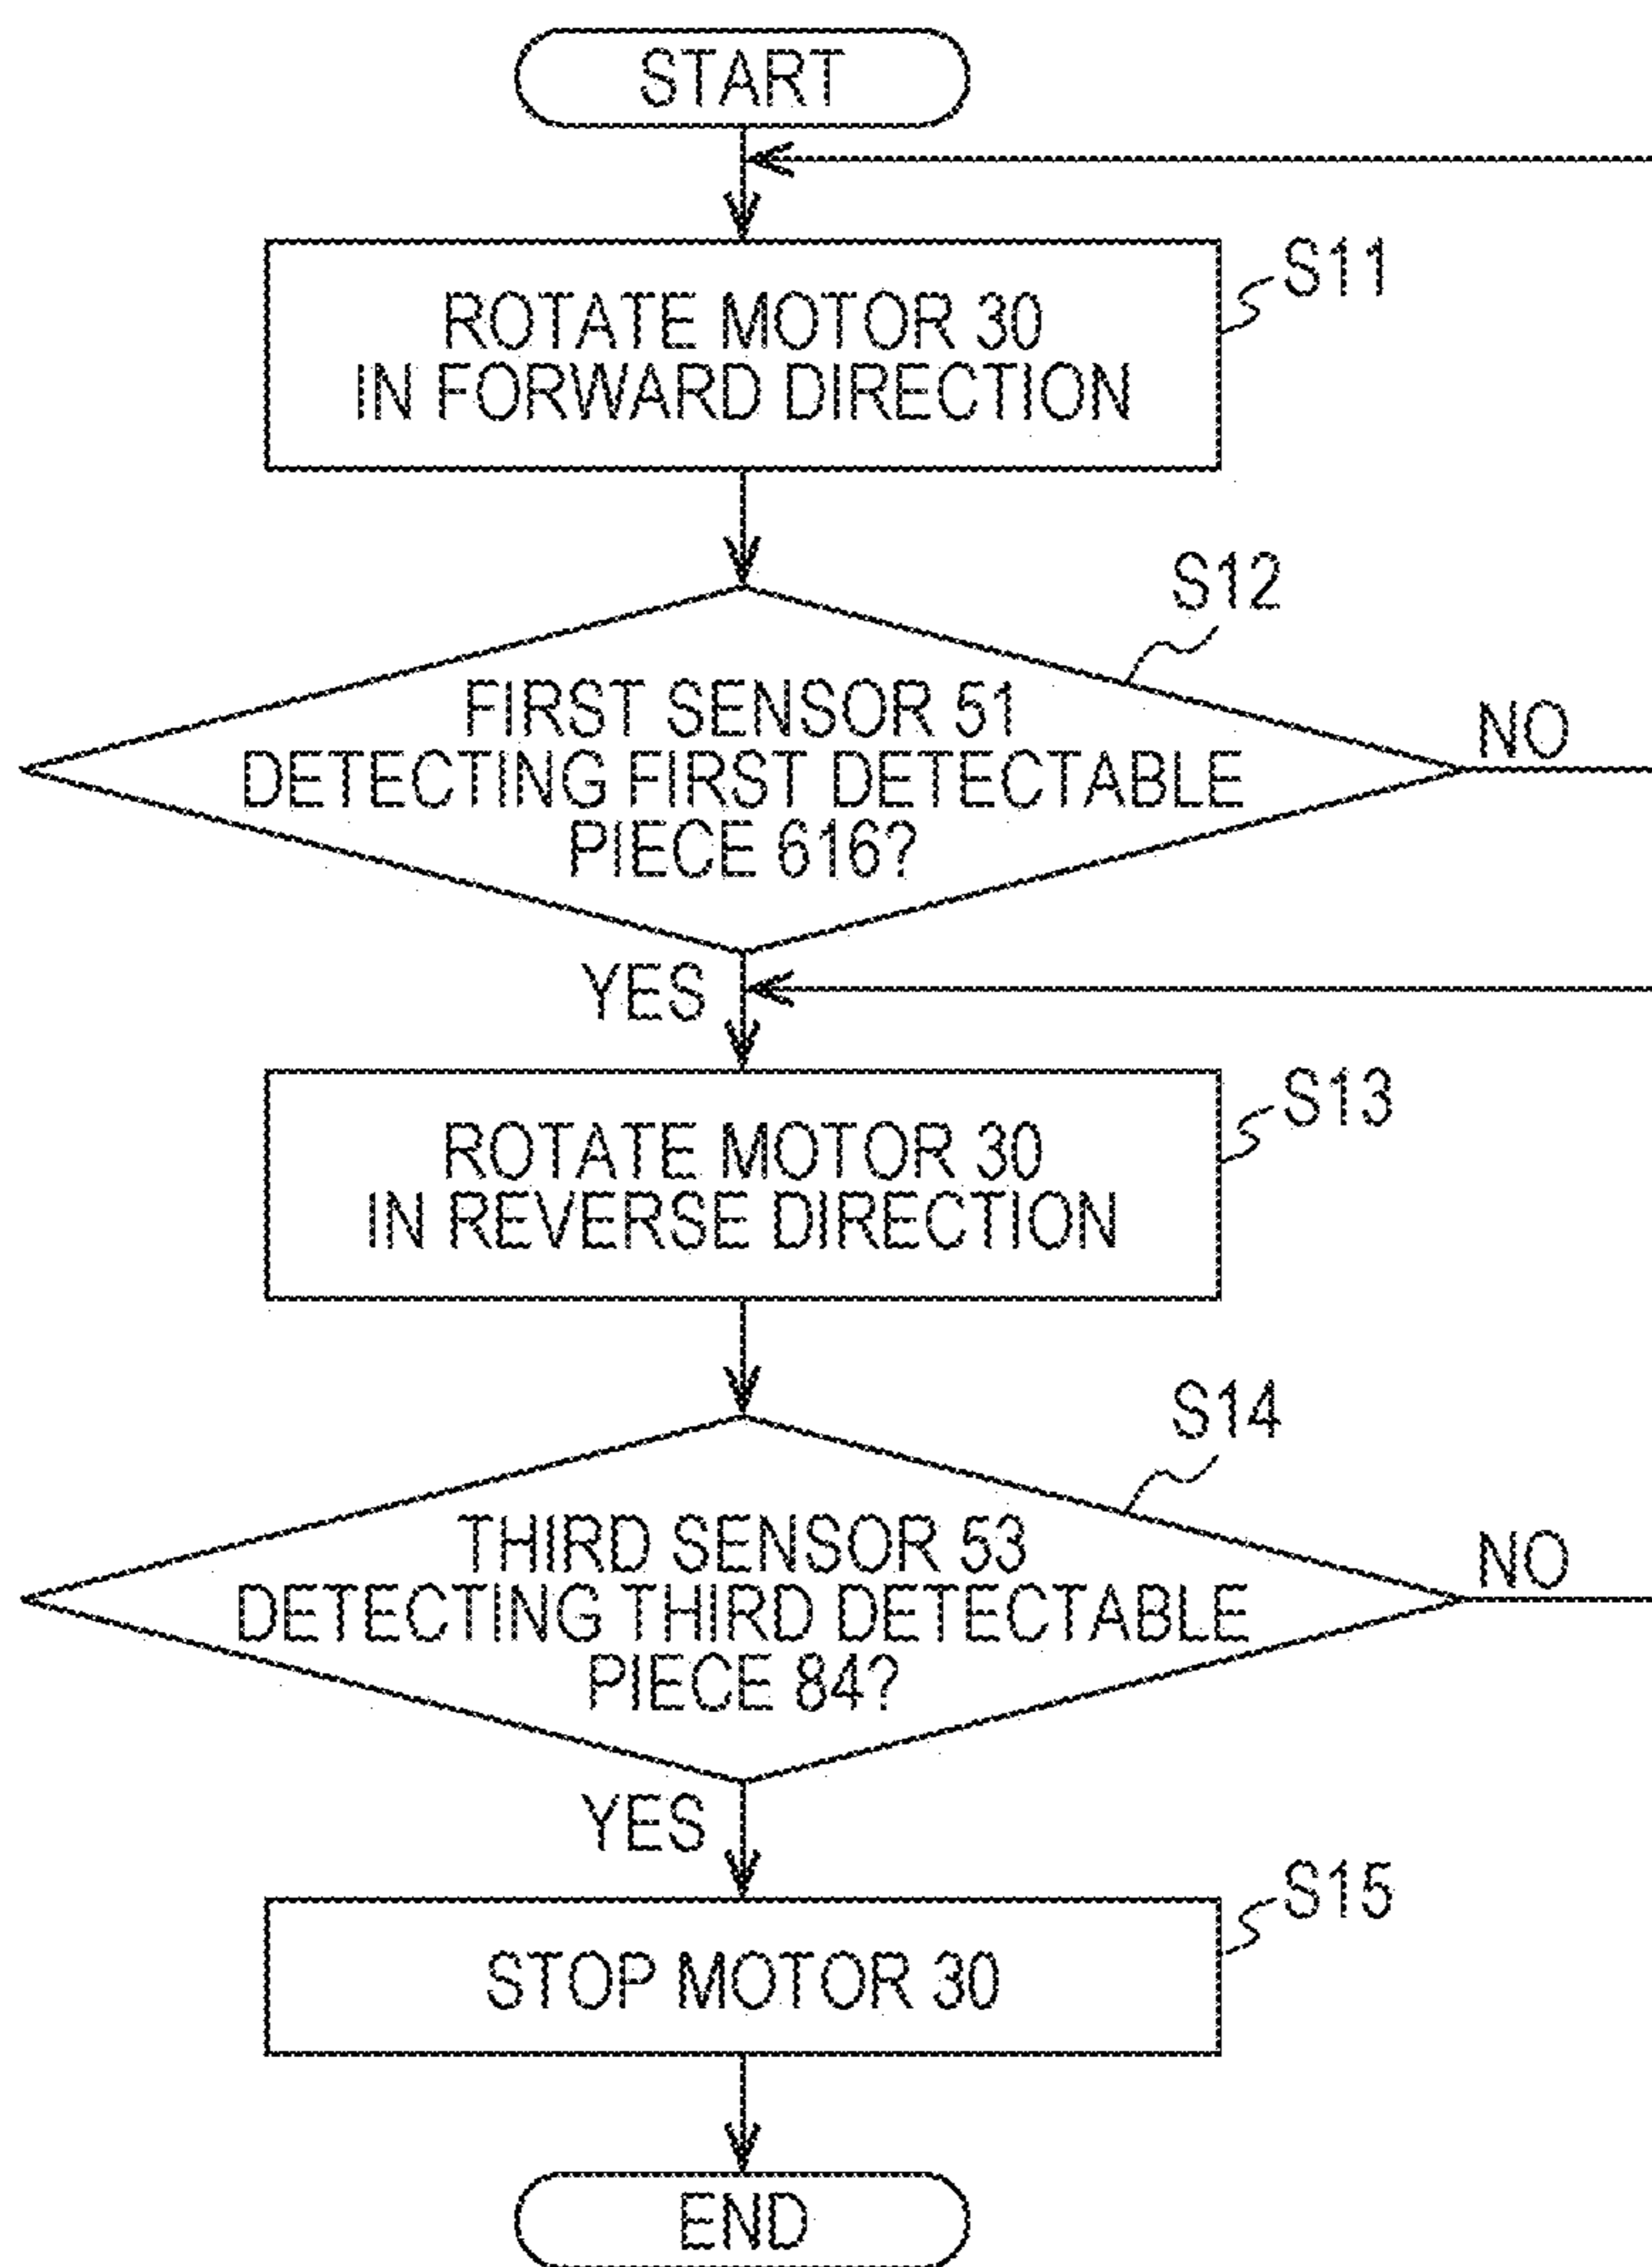 START
S11
ROTATE MOTOR 30
IN FORWARD DIRECTION
S12
FIRST SENSOR 51
DETECTING FIRST DETECTABLE
PIECE 616?
NO
YES
S13
ROTATE MOTOR 30
IN REVERSE DIRECTION
S14
THIRD SENSOR 53
DETECTING THIRD DETECTABLE
PIECE 84?
NO
YES
S15
STOP MOTOR 30
END